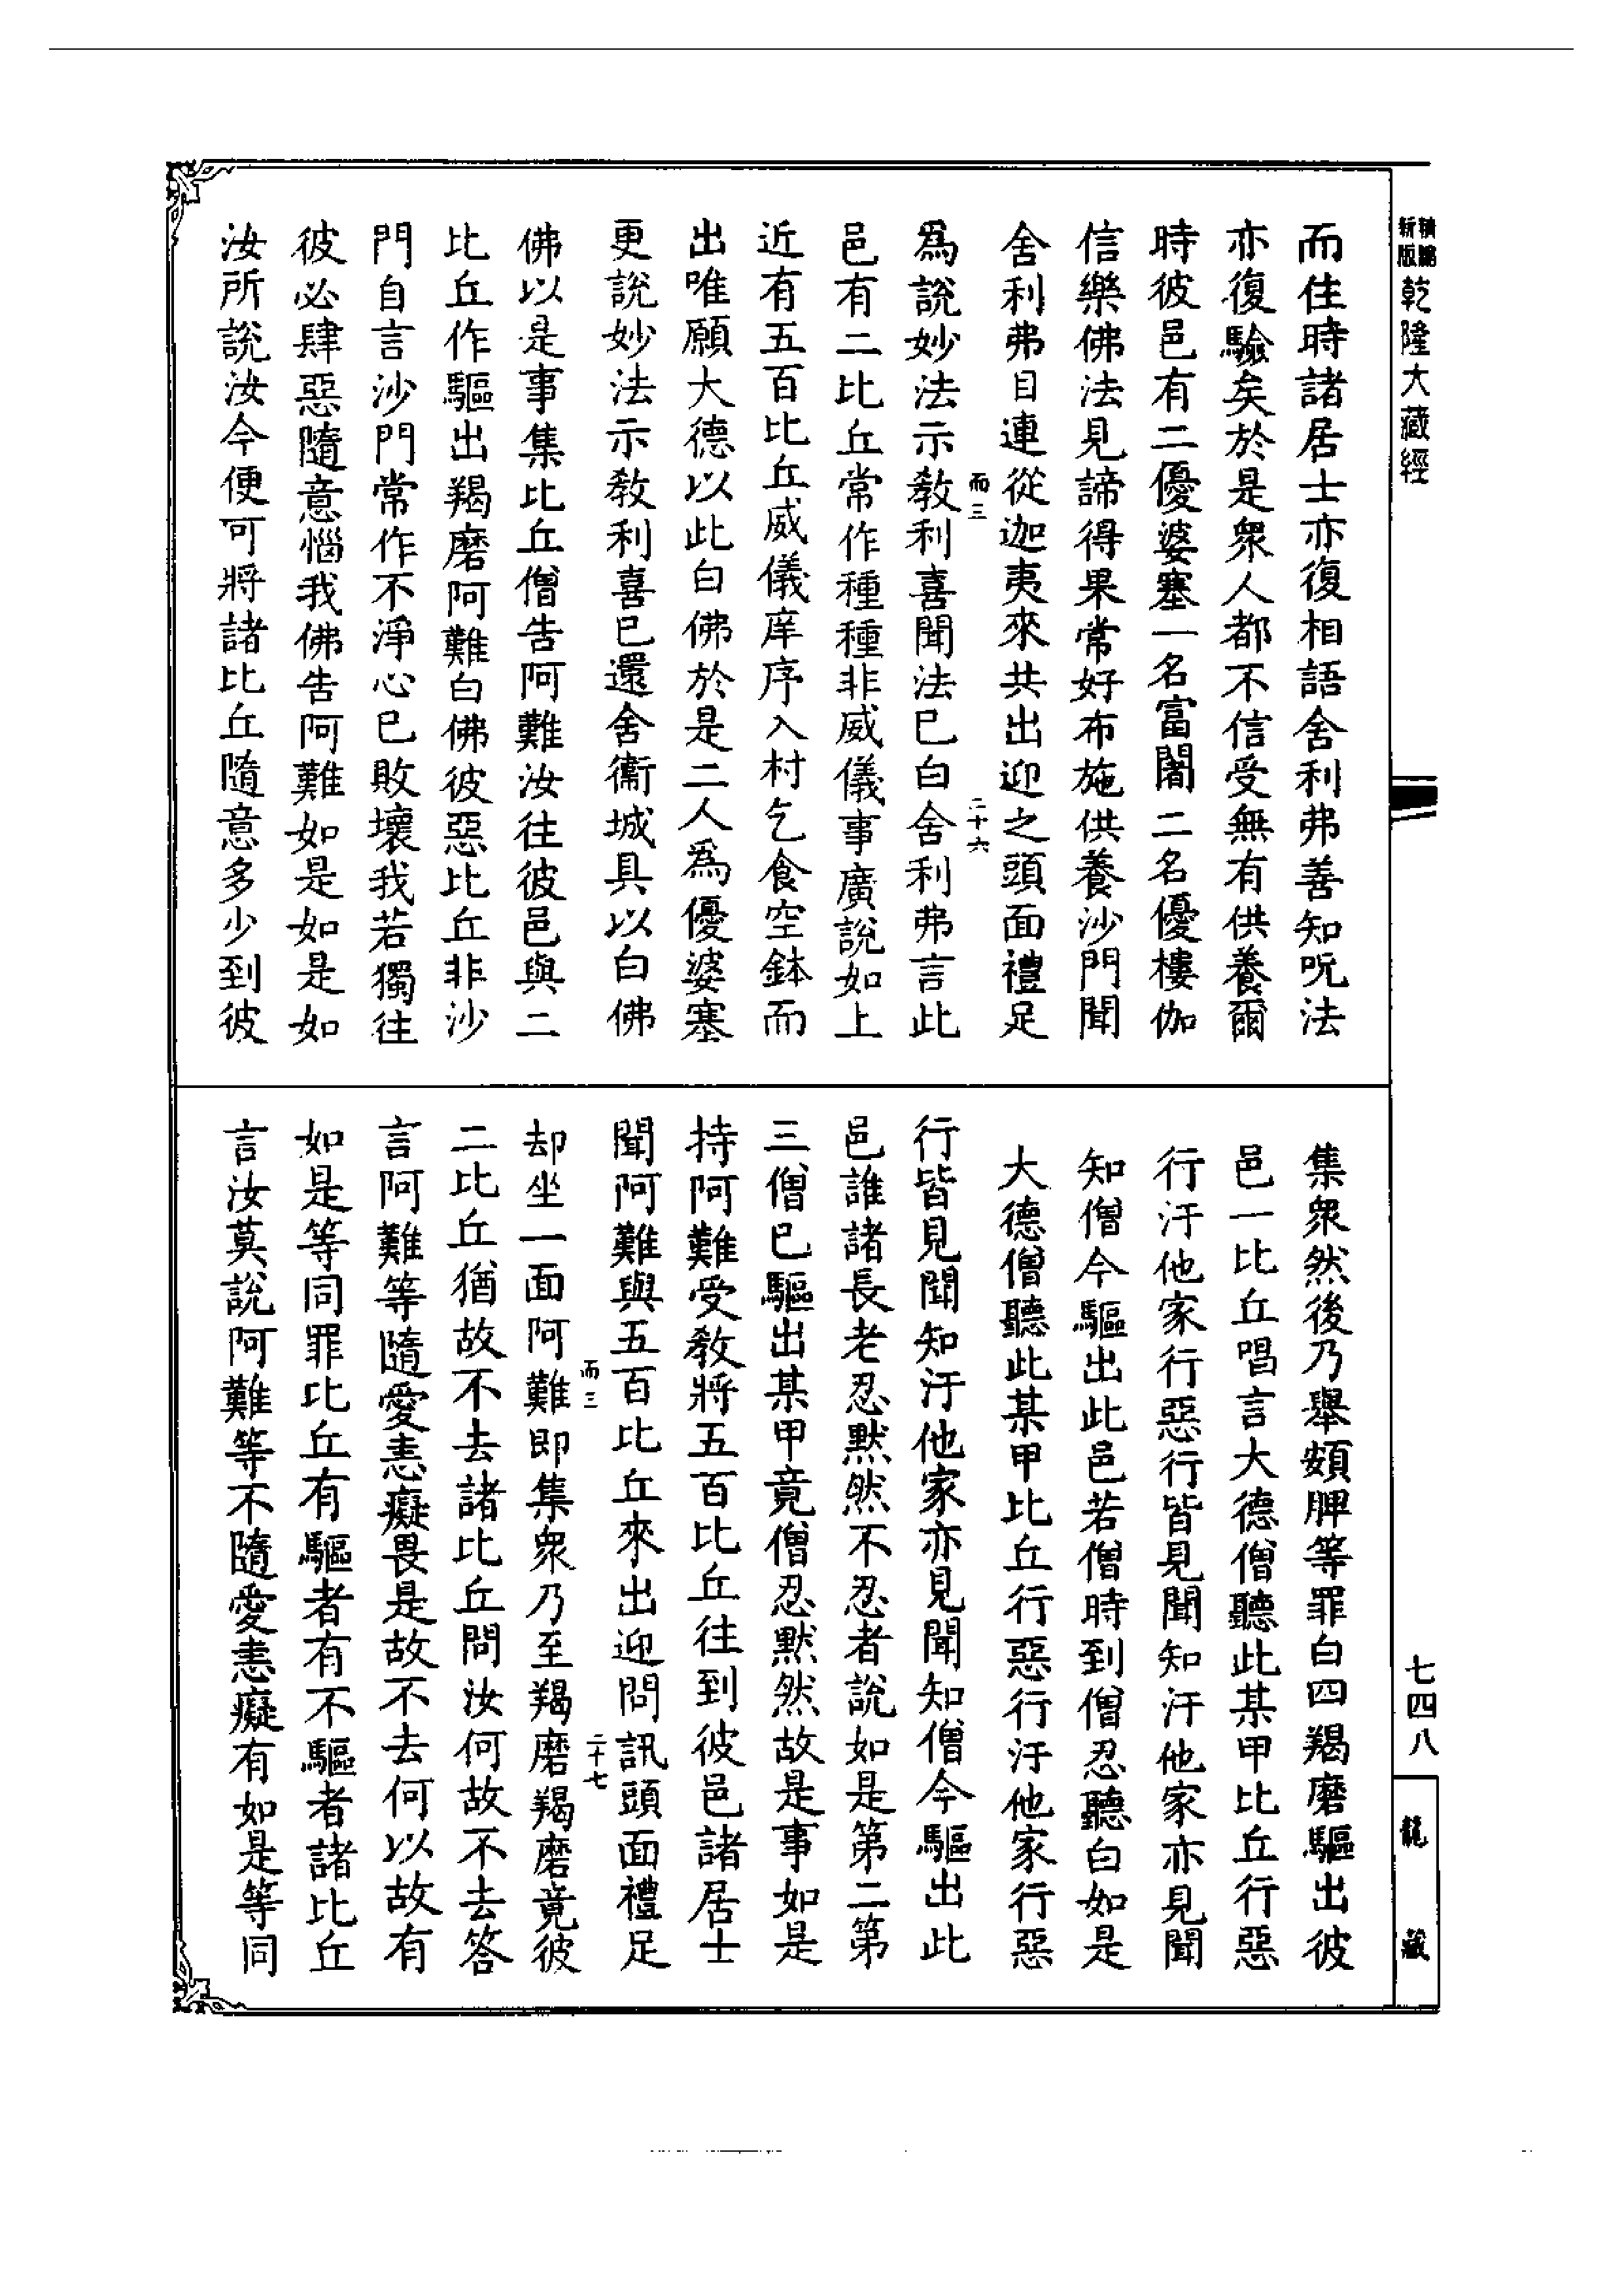 新版
精縮
乾隆大藏經
七四八
龍藏
而住時諸居士亦復相語舍利弗善知呪法
亦復驗矣於是衆人都不信受無有供養爾
時彼邑有二優婆塞一名富闍二名優樓伽
信樂佛法見諦得果常好布施供養沙門聞
舍利弗目連從迦夷來共出迎之頭面禮足
而三
二十六
爲說妙法示教利喜聞法巳白舍利弗言此
邑有二比丘常作種種非威儀事廣說如上
近有五百比丘威儀庠序入村乞食空鉢而
出唯願大德以此白佛於是二人爲優婆塞
更說妙法示教利喜巳還舍衞城具以白佛
佛以是事集比丘僧告阿難汝往彼邑與二
比丘作驅出羯磨阿難白佛彼惡比丘非沙
門自言沙門常作不淨心巳敗壞我若獨往
彼必肆惡隨意惱我佛告阿難如是如是如
汝所說汝今便可將諸比丘隨意多少到彼
集衆然後乃舉頞脾等罪白四羯磨驅出彼
邑一比丘唱言大德僧聽此某甲比丘行惡
行汙他家行惡行皆見聞知汙他家亦見聞
知僧今驅出此邑若僧時到僧忍聽白如是
大德僧聽此某甲比丘行惡行汙他家行惡
行皆見聞知汙他家亦見聞知僧今驅出此
邑誰諸長老忍默然不忍者說如是第二第
三僧巳驅出某甲竟僧忍默然故是事如是
持阿難受教將五百比丘往到彼邑諸居士
聞阿難與五百比丘來出迎問訊頭面禮足
而三
二十七
却坐一面阿難即集衆乃至羯磨羯磨竟彼
二比丘猶故不去諸比丘問汝何故不去答
言阿難等隨愛恚癡畏是故不去何以故有
如是等同罪比丘有驅者有不驅者諸比丘
言汝莫說阿難等不隨愛恚癡有如是等同